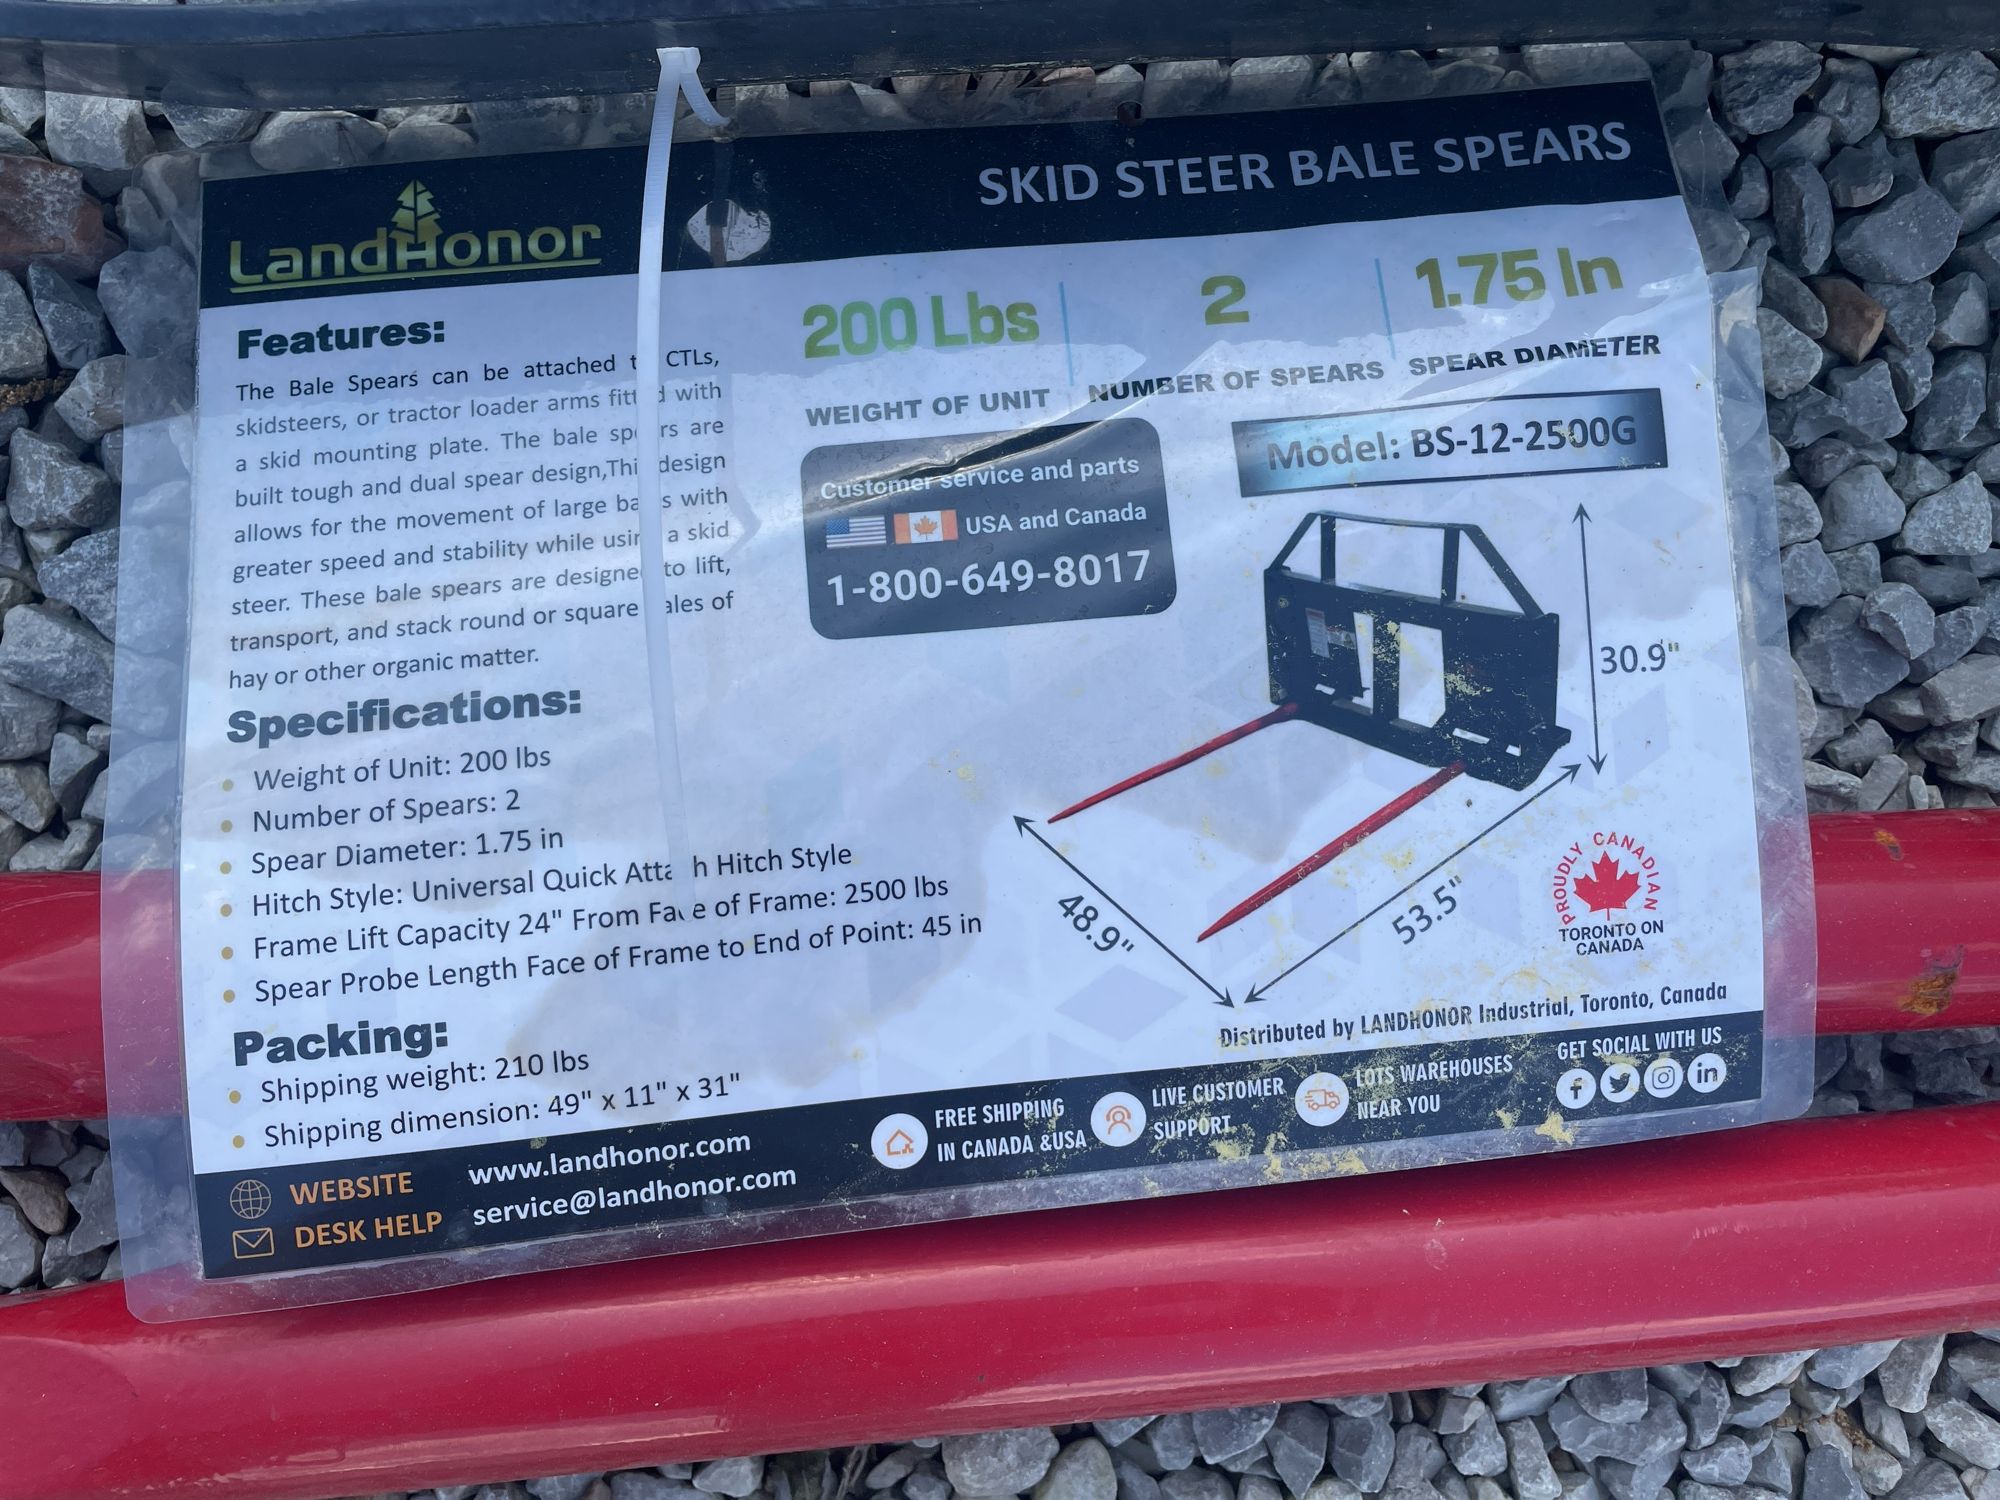 LandHonor
SKID STEER BALE SPEARS
Features:
The Bale Spears can be attached t CTLs,
skidsteers, or tractor loader arms fitt d with
a skid mounting plate. The bale sp rs are
built tough and dual spear design,Thi design
allows for the movement of large ba s with
greater speed and stability while usin a skid
steer. These bale spears are designe to lift,
transport, and stack round or square ales of
hay or other organic matter.
Specifications:
Weight of Unit: 200 lbs
Number of Spears: 2
Spear Diameter: 1.75 in
Hitch Style: Universal Quick Atta h Hitch Style
Frame Lift Capacity 24" From Face of Frame: 2500 lbs
Spear Probe Length Face of Frame to End of Point: 45 in
Packing:
Shipping weight: 210 lbs
Shipping dimension: 49" x 11" x 31"
200 Lbs
WEIGHT OF UNIT
2
NUMBER OF SPEARS
1.75 In
SPEAR DIAMETER
Customer service and parts
USA and Canada
1-800-649-8017
Model: BS-12-2500G
30.9"
48.9"
53.5"
PROUDLY CANADIAN
TORONTO ON
CANADA
Distributed by LANDHONOR Industrial, Toronto, Canada
WEBSITE www.landhonor.com
DESK HELP service@landhonor.com
FREE SHIPPING
IN CANADA &USA
LIVE CUSTOMER
SUPPORT
LOTS WAREHOUSES
NEAR YOU
GET SOCIAL WITH US